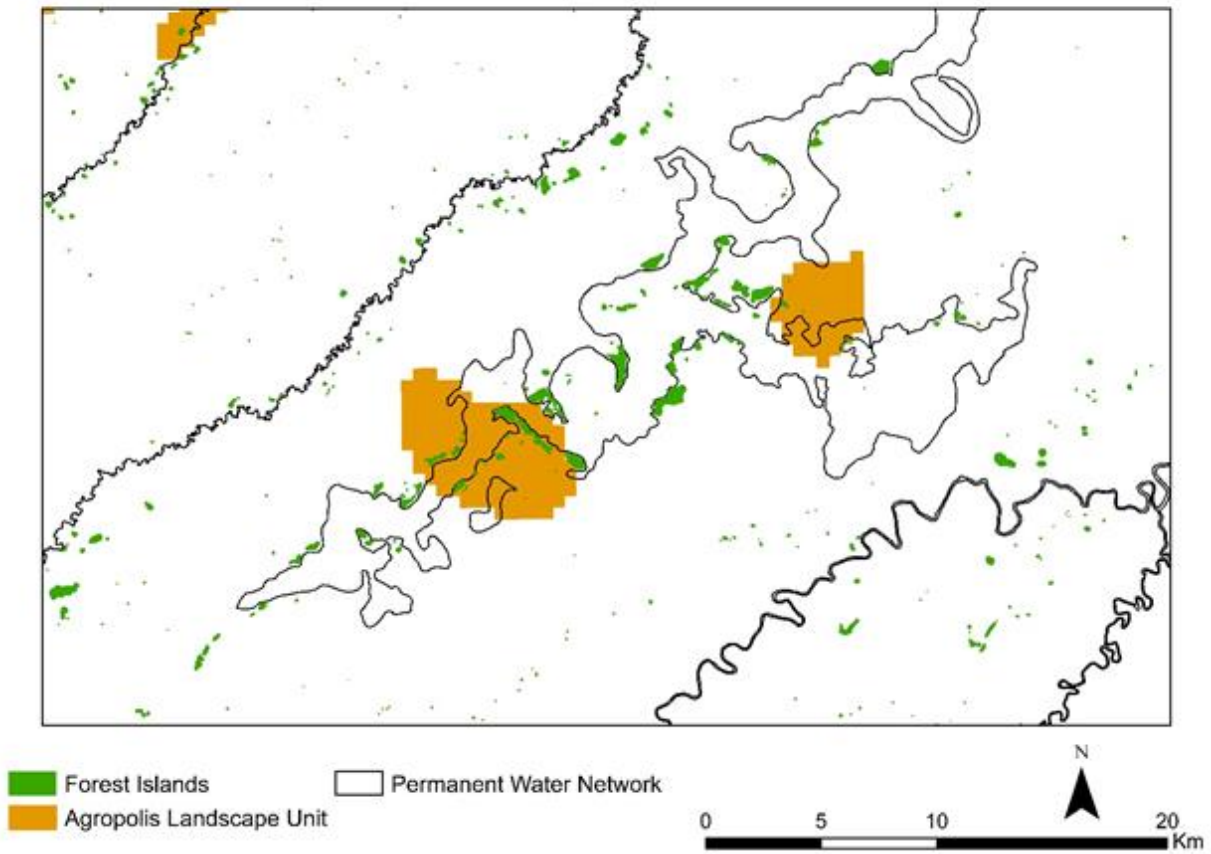 Forest Islands
Permanent Water Network
Agropolis Landscape Unit
N
0 5 10 20
Km